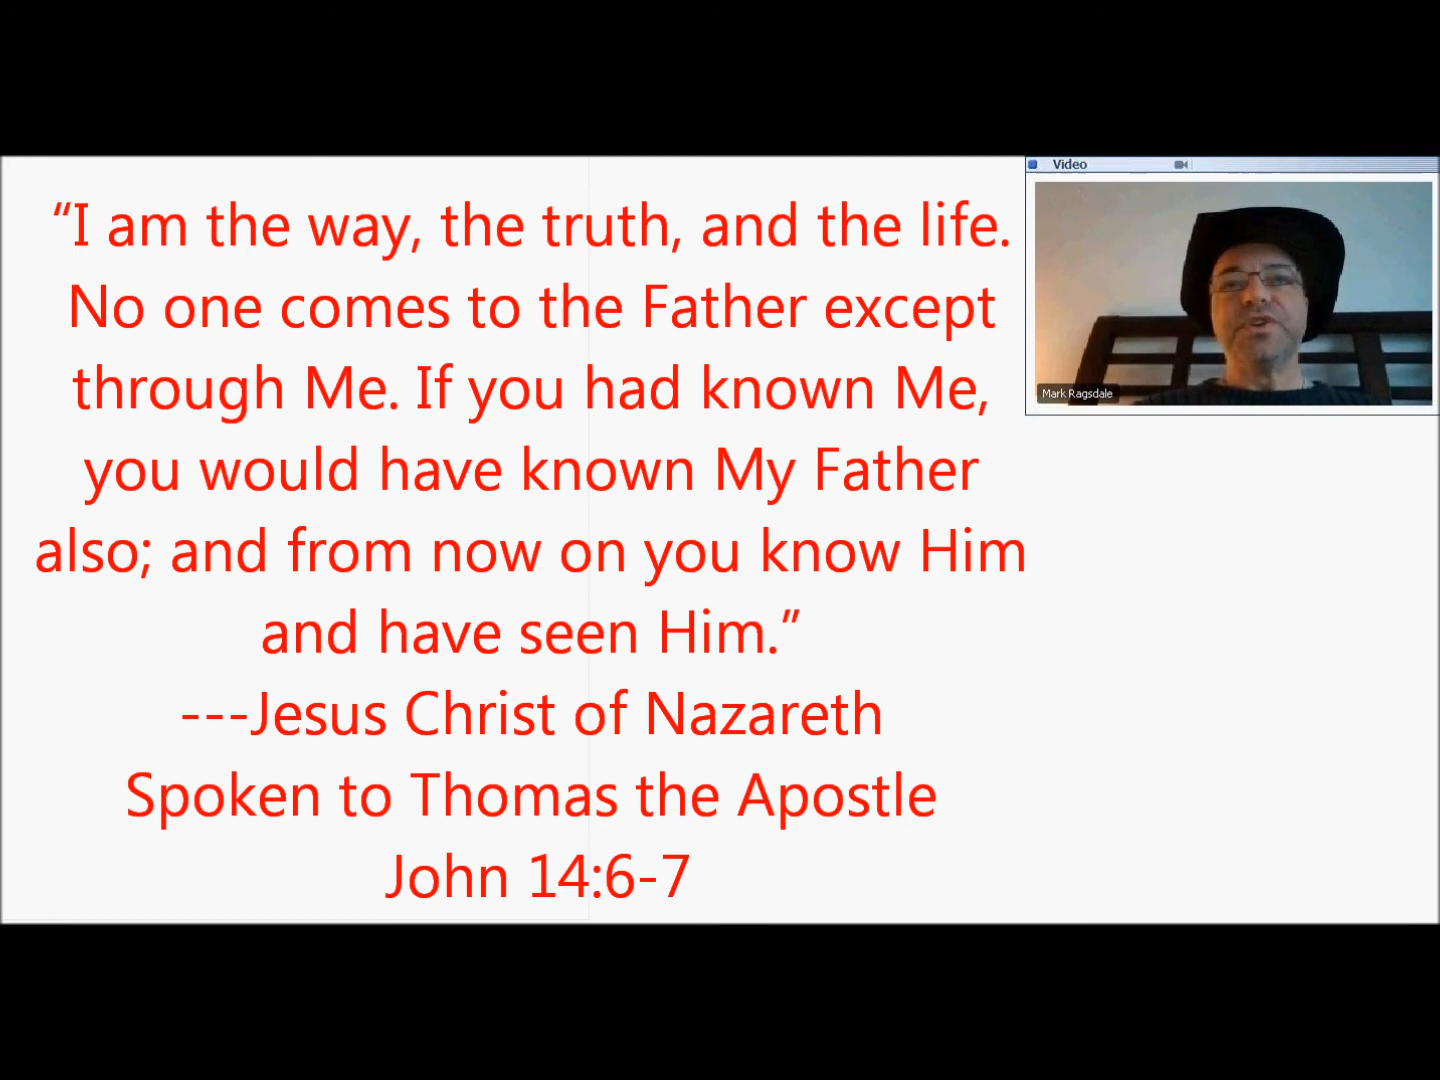 “I am the way, the truth, and the life.
No one comes to the Father except
through Me. If you had known Me,
you would have known My Father
also; and from now on you know Him
and have seen Him.”
---Jesus Christ of Nazareth
Spoken to Thomas the Apostle
John 14:6-7
Video
Mark Ragsdale